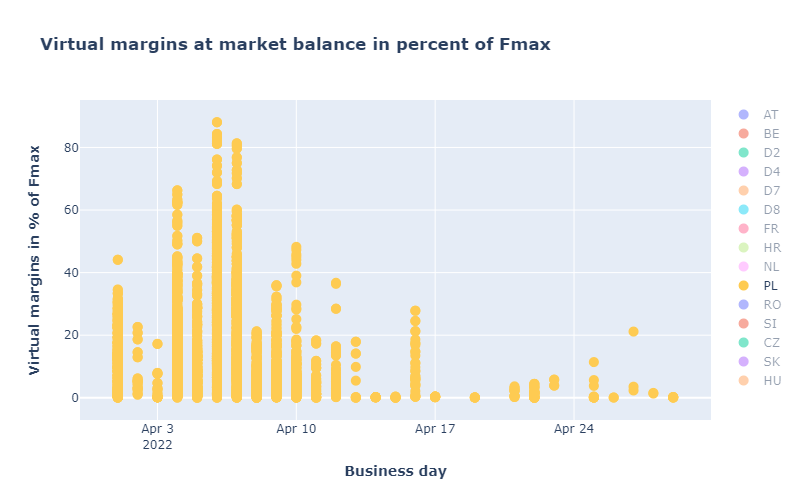 Virtual margins at market balance in percent of Fmax
Virtual margins in % of Fmax
80
60
40
20
0
Apr 3
2022
Apr 10
Apr 17
Apr 24
Business day
AT
BE
D2
D4
D7
D8
FR
HR
NL
PL
RO
SI
CZ
SK
HU